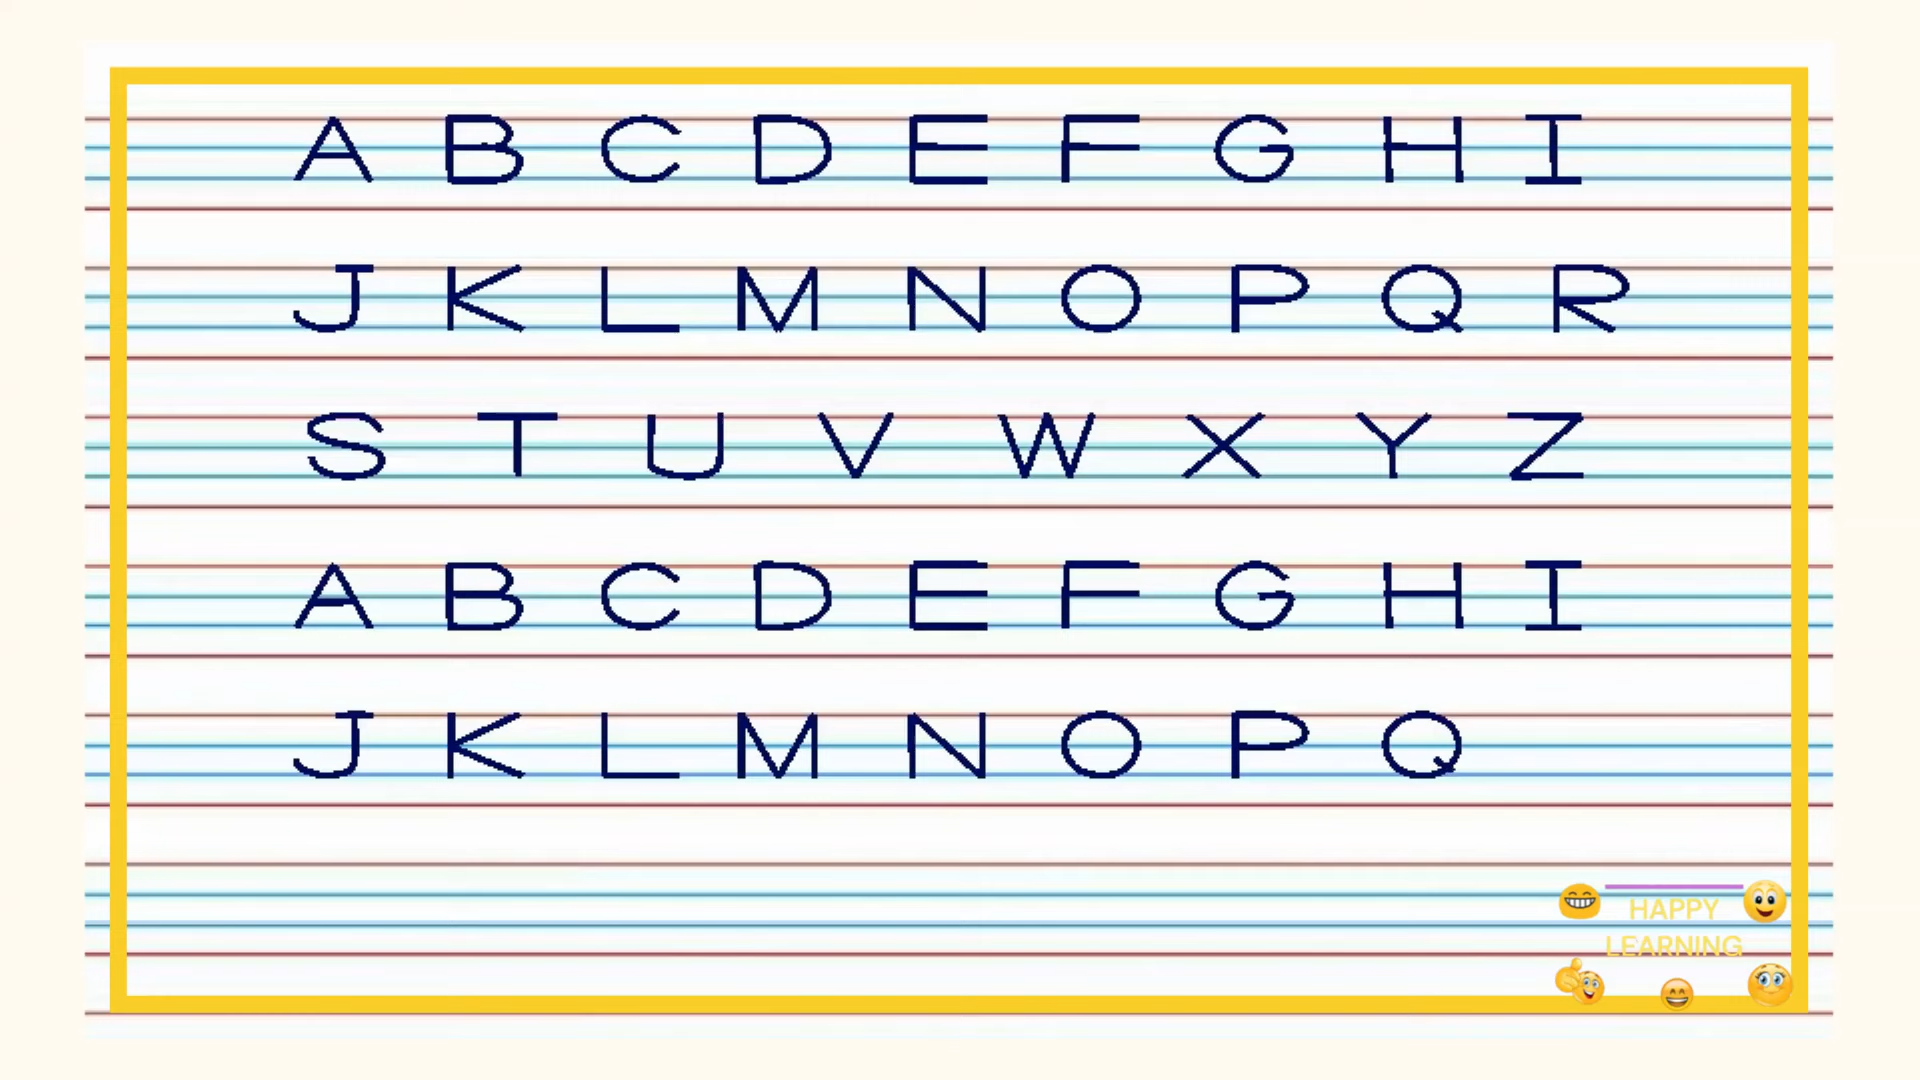 A B C D E F G H I
J K L M N O P Q R
S T U V W X Y Z
A B C D E F G H I
J K L M N O P Q
HAPPY
LEARNING